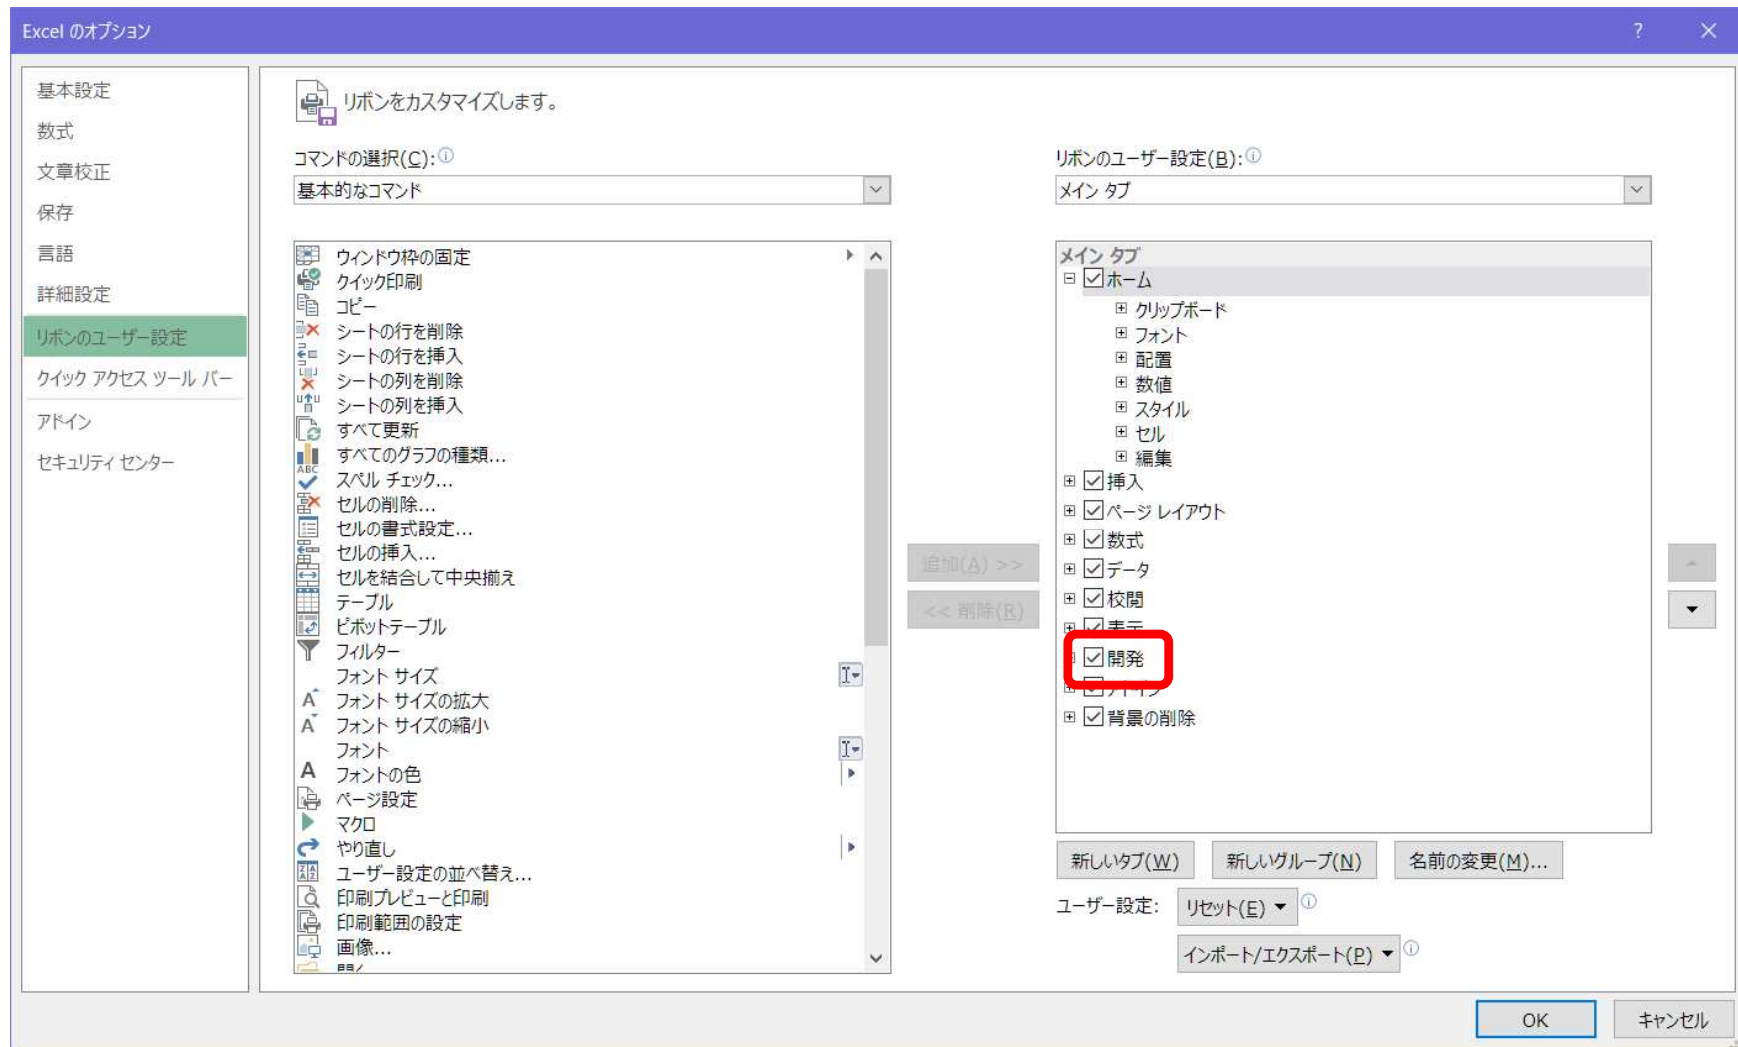 Excel のオプション
?
基本設定
数式
文章校正
保存
言語
詳細設定
リボンのユーザー設定
クイック アクセス ツール バー
アドイン
セキュリティ センター
リボンをカスタマイズします。
コマンドの選択(C):
基本的なコマンド
ウィンドウ枠の固定
クイック印刷
コピー
シートの行を削除
シートの行を挿入
シートの列を削除
シートの列を挿入
すべて更新
すべてのグラフの種類...
スペル チェック...
セルの削除...
セルの書式設定...
セルの挿入...
セルを結合して中央揃え
テーブル
ピボットテーブル
フィルター
フォント サイズ
フォント サイズの拡大
フォント サイズの縮小
フォント
フォントの色
ページ設定
マクロ
やり直し
ユーザー設定の並べ替え...
印刷プレビューと印刷
印刷範囲の設定
画像...
追加(A) >>
<< 削除(R)
リボンのユーザー設定(B):
メイン タブ
メイン タブ
ホーム
クリップボード
フォント
配置
数値
スタイル
セル
編集
挿入
ページ レイアウト
数式
データ
校閲
表示
開発
アドイン
背景の削除
新しいタブ(W)
新しいグループ(N)
名前の変更(M)...
ユーザー設定:
リセット(E)
インポート/エクスポート(P)
OK
キャンセル